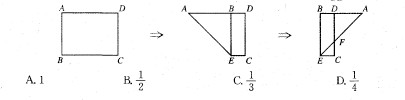 A D A B D B D A
⇒ ⇒
F
B C E C E C
A. 1 B. 1/2 C. 1/3 D. 1/4